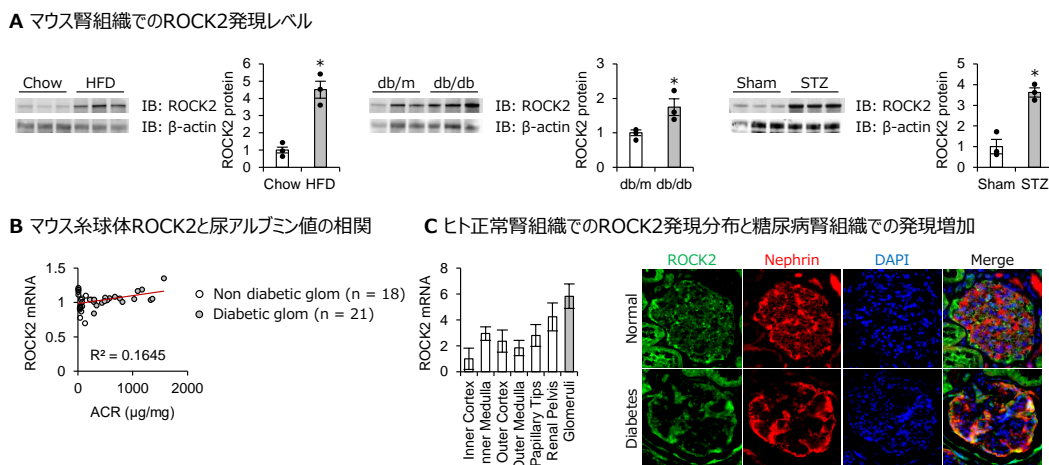 A マウス腎組織でのROCK2発現レベル
Chow HFD
IB: ROCK2
IB: β-actin
ROCK2 protein
6
5
4
3
2
1
0
*
Chow HFD
db/m db/db
IB: ROCK2
IB: β-actin
ROCK2 protein
3
2
1
0
*
db/m db/db
Sham STZ
IB: ROCK2
IB: β-actin
ROCK2 protein
5
4
3
2
1
0
*
Sham STZ
B マウス糸球体ROCK2と尿アルブミン値の相関
ROCK2 mRNA
1.5
1
0.5
0
R² = 0.1645
0 1000 2000
ACR (μg/mg)
Non diabetic glom (n = 18)
Diabetic glom (n = 21)
C ヒト正常腎組織でのROCK2発現分布と糖尿病腎組織での発現増加
ROCK2 mRNA
8
6
4
2
0
Inner Cortex
Inner Medulla
Outer Cortex
Outer Medulla
Papillary Tips
Renal Pelvis
Glomeruli
ROCK2 Nephrin DAPI Merge
Normal
Diabetes